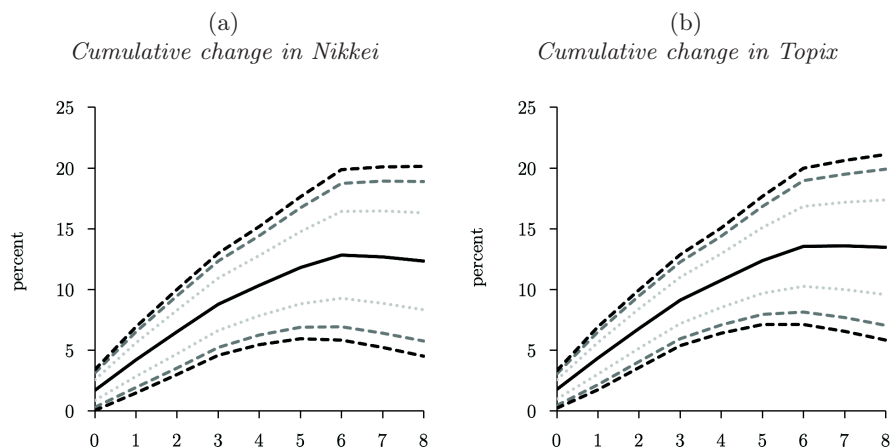 (a)
Cumulative change in Nikkei
25
20
15
10
5
0
percent
0 1 2 3 4 5 6 7 8
(b)
Cumulative change in Topix
25
20
15
10
5
0
percent
0 1 2 3 4 5 6 7 8